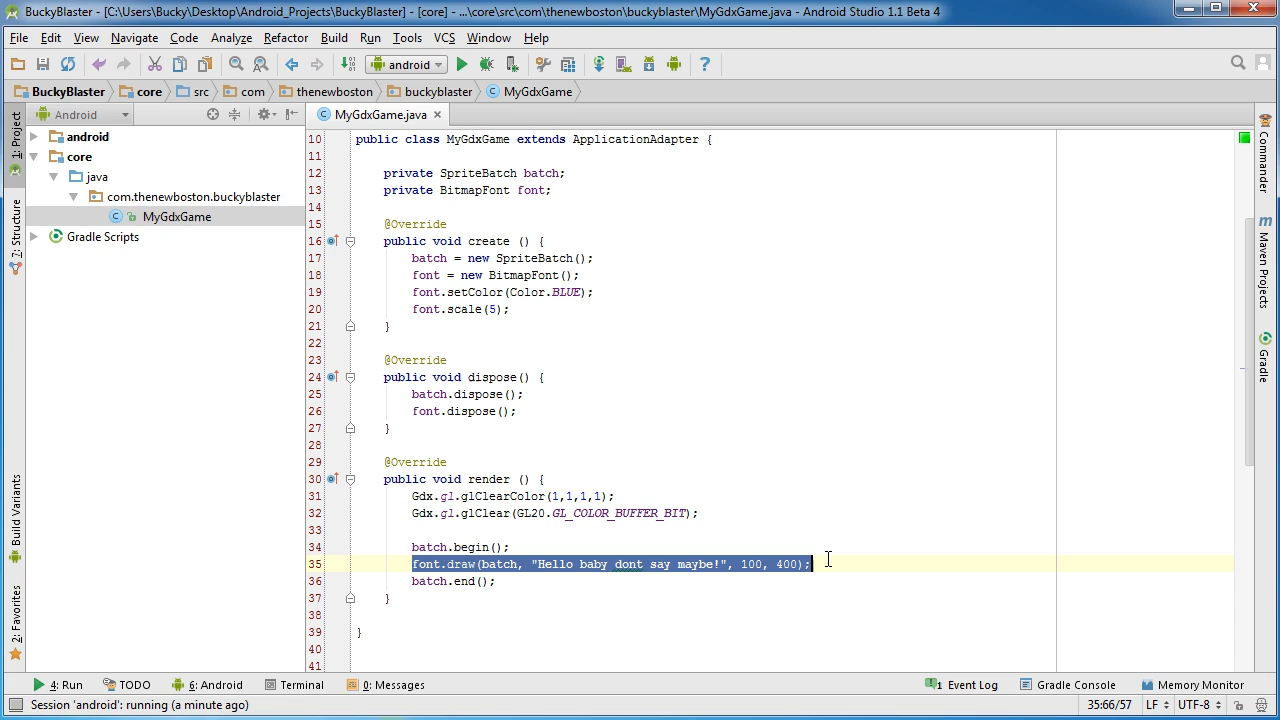 BuckyBlaster - [C:\Users\Bucky\Desktop\Android_Projects\BuckyBlaster] - [core] - ...\core\src\com\thenewboston\buckyblaster\MyGdxGame.java - Android Studio 1.1 Beta 4
File Edit View Navigate Code Analyze Refactor Build Run Tools VCS Window Help
android
BuckyBlaster core src com thenewboston buckyblaster MyGdxGame
Android
MyGdxGame.java
1: Project
7: Structure
Build Variants
2: Favorites
android
core
java
com.thenewboston.buckyblaster
MyGdxGame
Gradle Scripts
10 public class MyGdxGame extends ApplicationAdapter {
11
12 private SpriteBatch batch;
13 private BitmapFont font;
14
15 @Override
16 public void create () {
17 batch = new SpriteBatch();
18 font = new BitmapFont();
19 font.setColor(Color.BLUE);
20 font.scale(5);
21 }
22
23 @Override
24 public void dispose() {
25 batch.dispose();
26 font.dispose();
27 }
28
29 @Override
30 public void render () {
31 Gdx.gl.glClearColor(1,1,1,1);
32 Gdx.gl.glClear(GL20.GL_COLOR_BUFFER_BIT);
33
34 batch.begin();
35 font.draw(batch, "Hello baby dont say maybe!", 100, 400);
36 batch.end();
37 }
38
39 }
40
41
Commander
Maven Projects
Gradle
4: Run TODO 6: Android Terminal 0: Messages 1 Event Log Gradle Console Memory Monitor
Session 'android': running (a minute ago) 35:66/57 LF UTF-8